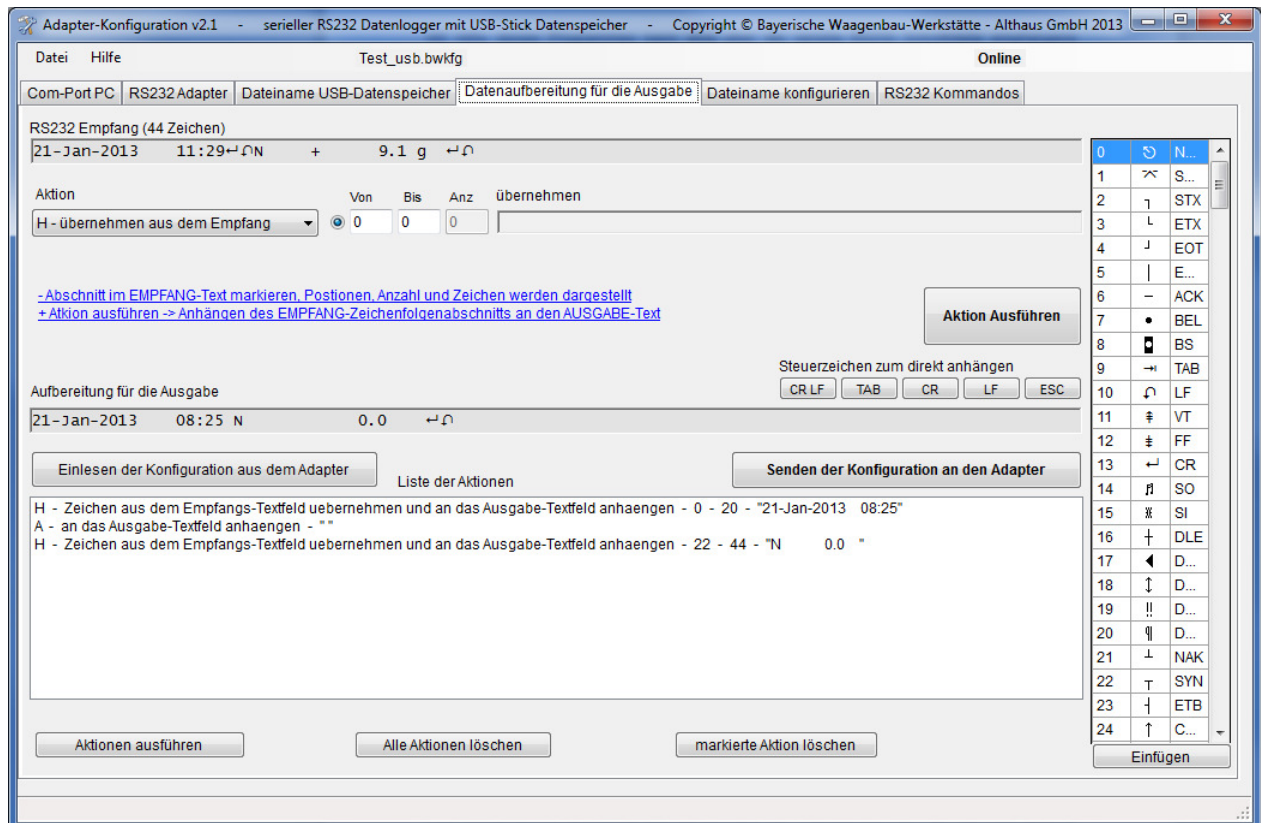 Adapter-Konfiguration v2.1 - serieller RS232 Datenlogger mit USB-Stick Datenspeicher - Copyright © Bayerische Waagenbau-Werkstätte - Althaus GmbH 2013
Datei Hilfe Test_usb.bwkfg Online
Com-Port PC RS232 Adapter Dateiname USB-Datenspeicher Datenaufbereitung für die Ausgabe Dateiname konfigurieren RS232 Kommandos
RS232 Empfang (44 Zeichen)
21-Jan-2013 11:29↵N + 9.1 g ↵
Aktion Von Bis Anz übernehmen
H - übernehmen aus dem Empfang 0 0 0
- Abschnitt im EMPFANG-Text markieren, Postionen, Anzahl und Zeichen werden dargestellt
+ Atkion ausführen -> Anhängen des EMPFANG-Zeichenfolgenabschnitts an den AUSGABE-Text
Aktion Ausführen
Steuerzeichen zum direkt anhängen
CR LF TAB CR LF ESC
Aufbereitung für die Ausgabe
21-Jan-2013 08:25 N 0.0 ↵
Einlesen der Konfiguration aus dem Adapter
Liste der Aktionen
Senden der Konfiguration an den Adapter
H - Zeichen aus dem Empfangs-Textfeld uebernehmen und an das Ausgabe-Textfeld anhaengen - 0 - 20 - "21-Jan-2013 08:25"
A - an das Ausgabe-Textfeld anhaengen - " "
H - Zeichen aus dem Empfangs-Textfeld uebernehmen und an das Ausgabe-Textfeld anhaengen - 22 - 44 - "N 0.0 "
Aktionen ausführen
Alle Aktionen löschen
markierte Aktion löschen
0 N...
1 S...
2 ┐ STX
3 └ ETX
4 ┘ EOT
5 │ E...
6 – ACK
7 • BEL
8 ◘ BS
9 TAB
10 LF
11 VT
12 FF
13 ↵ CR
14 SO
15 SI
16 ┼ DLE
17 ◄ D...
18 ↕ D...
19 ‼ D...
20 ¶ D...
21 ┴ NAK
22 ┬ SYN
23 ┤ ETB
24 ↑ C...
Einfügen